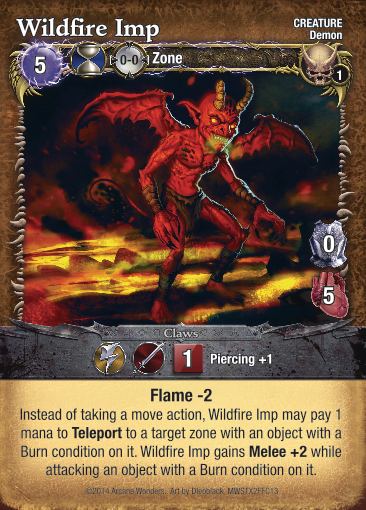 Wildfire Imp
CREATURE
Demon
5
0-0 Zone
1
0
5
Claws
1 Piercing +1
Flame -2
Instead of taking a move action, Wildfire Imp may pay 1
mana to Teleport to a target zone with an object with a
Burn condition on it. Wildfire Imp gains Melee +2 while
attacking an object with a Burn condition on it.
©2014 Arcane Wonders. Art by Dleoblack. MWSTX2FFC13